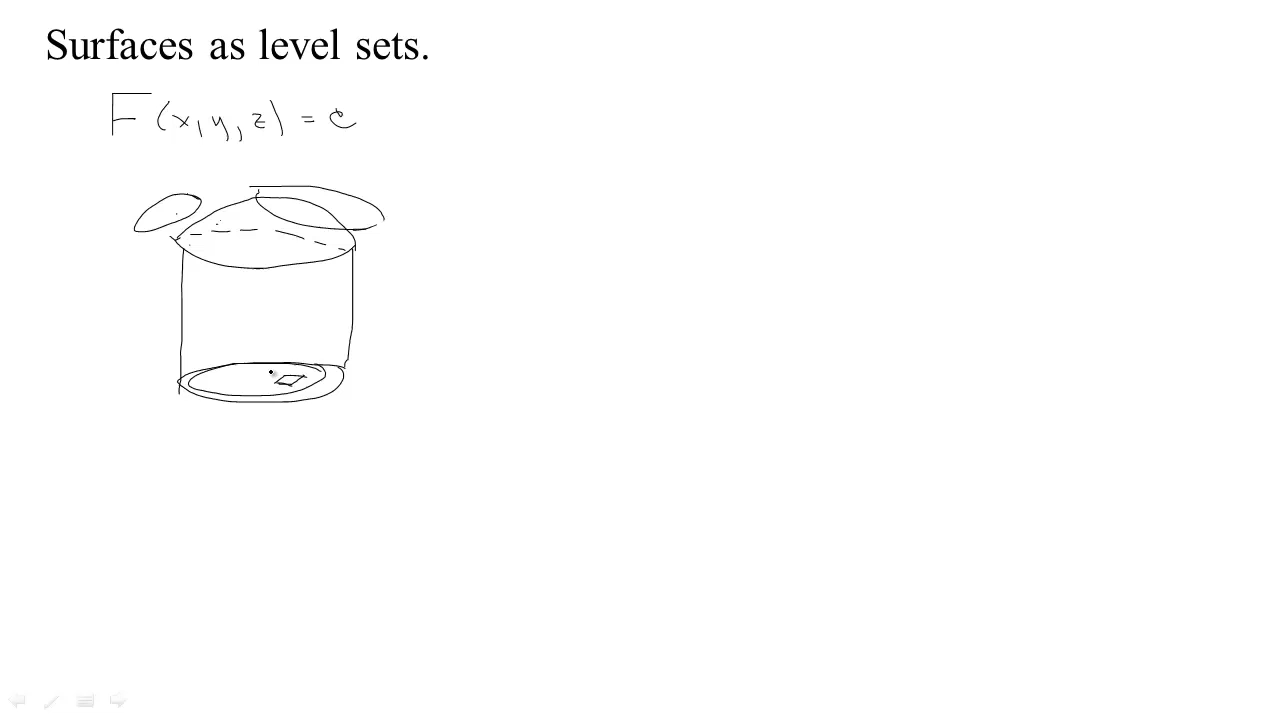 Surfaces as level sets.
F(x,y,z) = c